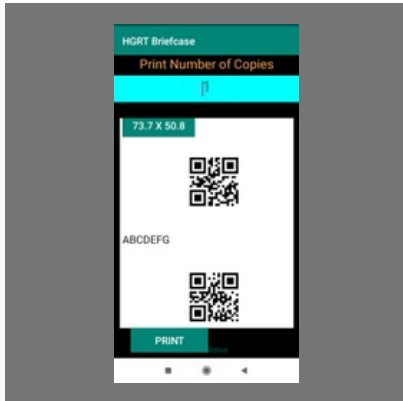 HGRT Briefcase
Print Number of Copies
1
73.7 X 50.8
ABCDEFG
PRINT